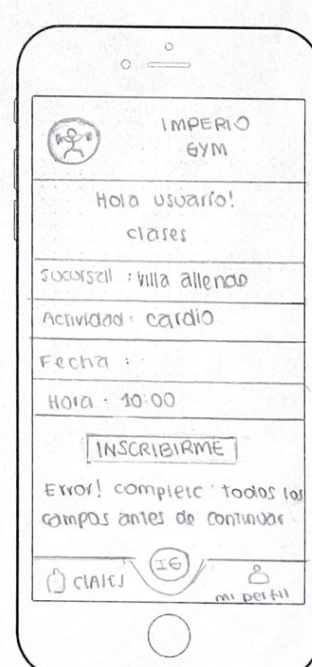 IMPERIO
GYM
Hola usuario!
clases
Sucursal : Villa allende
Actividad: cardio
Fecha :
Hora : 10:00
INSCRIBIRME
Error! complete todos los
campos antes de continuar
IG
CLASES
mi perfil